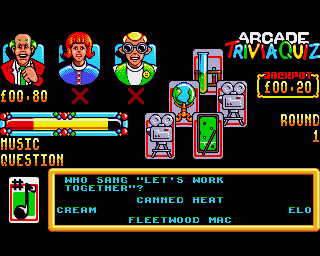 ARCADE
TRIVIA QUIZ
JACKPOT
£00.20
£00.80
ROUND
1
MUSIC
QUESTION
WHO SANG "LET'S WORK
TOGETHER"?
CANNED HEAT
CREAM ELO
FLEETWOOD MAC